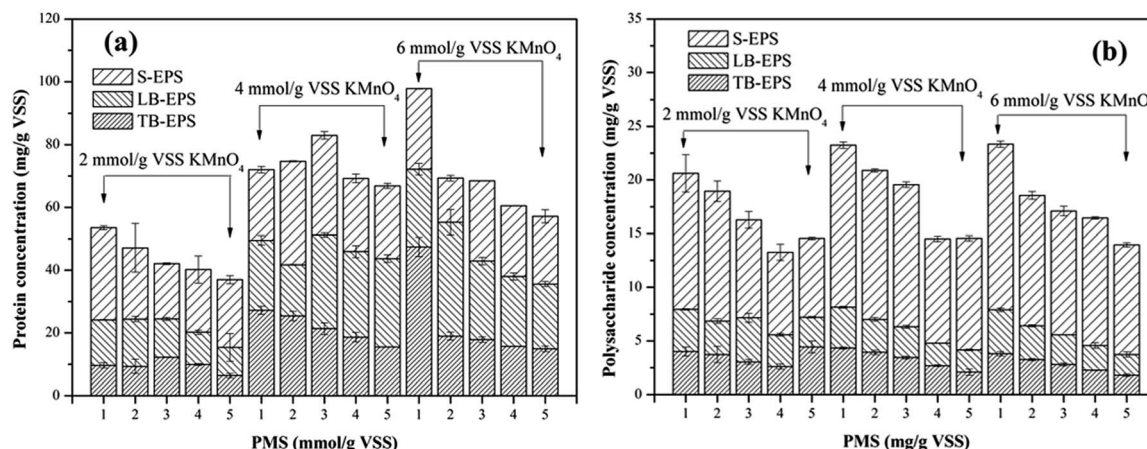 (a)
S-EPS
LB-EPS
TB-EPS
2 mmol/g VSS KMnO4
4 mmol/g VSS KMnO4
6 mmol/g VSS KMnO4
Protein concentration (mg/g VSS)
120
100
80
60
40
20
0
1 2 3 4 5 1 2 3 4 5 1 2 3 4 5
PMS (mmol/g VSS)
(b)
S-EPS
LB-EPS
TB-EPS
2 mmol/g VSS KMnO4
4 mmol/g VSS KMnO4
6 mmol/g VSS KMnO
Polysaccharide concentration (mg/g VSS)
35
30
25
20
15
10
5
0
1 2 3 4 5 1 2 3 4 5 1 2 3 4 5
PMS (mg/g VSS)